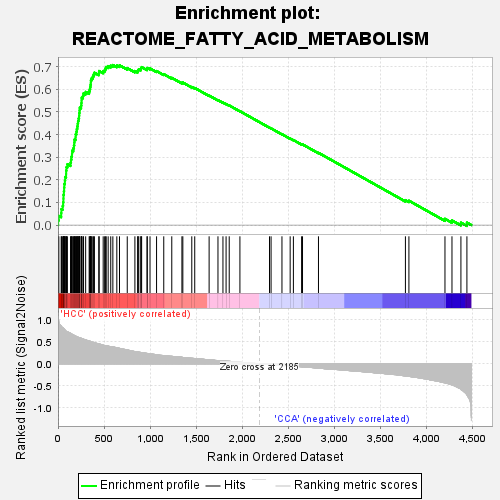 Enrichment plot:
REACTOME_FATTY_ACID_METABOLISM
Enrichment score (ES)
0.7
0.6
0.5
0.4
0.3
0.2
0.1
0.0
Ranked list metric (Signal2Noise)
'HCC' (positively correlated)
1.0
0.5
0.0
-0.5
-1.0
Zero cross at 2185
'CCA' (negatively correlated)
0 500 1,000 1,500 2,000 2,500 3,000 3,500 4,000 4,500
Rank in Ordered Dataset
Enrichment profile Hits Ranking metric scores